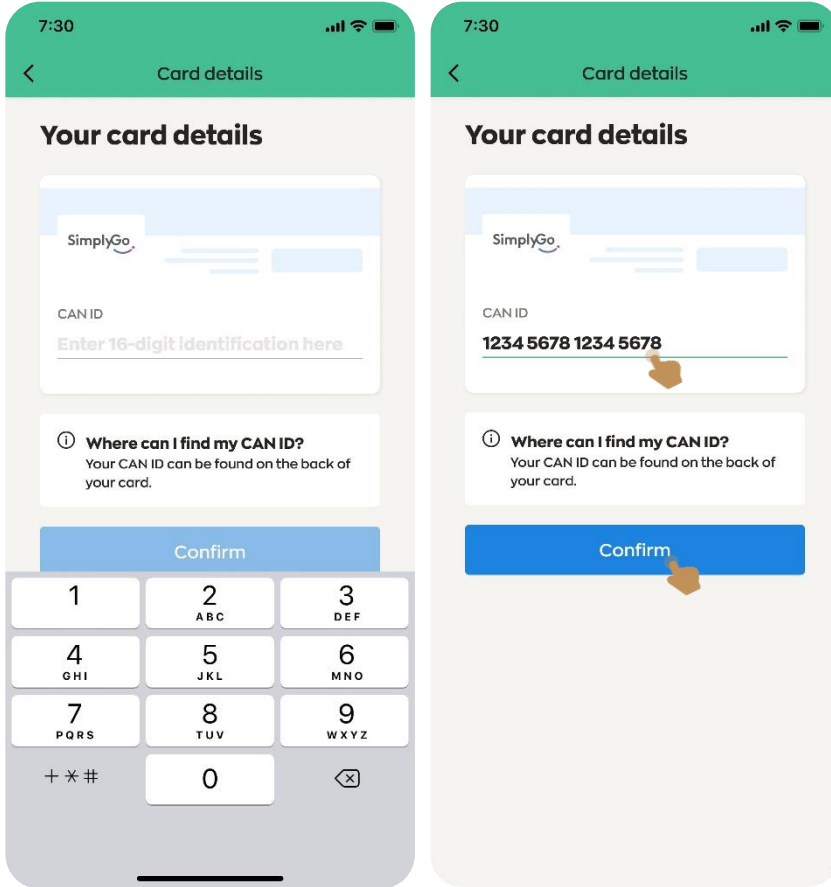 7:30
Card details
Your card details
SimplyGo
CAN ID
Enter 16-digit identification here
Where can I find my CAN ID?
Your CAN ID can be found on the back of
your card.
Confirm
1
2
ABC
3
DEF
4
GHI
5
JKL
6
MNO
7
PQRS
8
TUV
9
WXYZ
+*#
0
7:30
Card details
Your card details
SimplyGo
CAN ID
1234 5678 1234 5678
Where can I find my CAN ID?
Your CAN ID can be found on the back of
your card.
Confirm